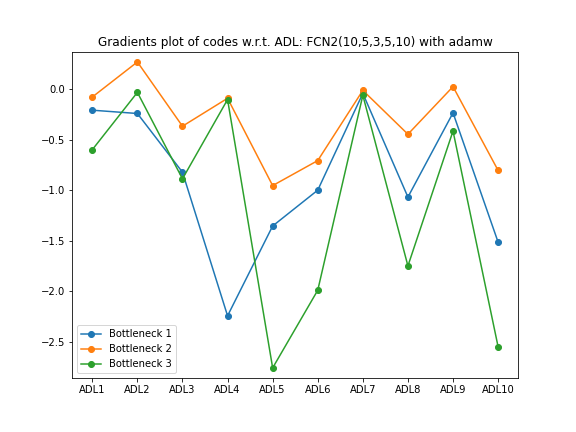 Gradients plot of codes w.r.t. ADL: FCN2(10,5,3,5,10) with adamw
0.0
−0.5
−1.0
−1.5
−2.0
−2.5
Bottleneck 1
Bottleneck 2
Bottleneck 3
ADL1 ADL2 ADL3 ADL4 ADL5 ADL6 ADL7 ADL8 ADL9 ADL10